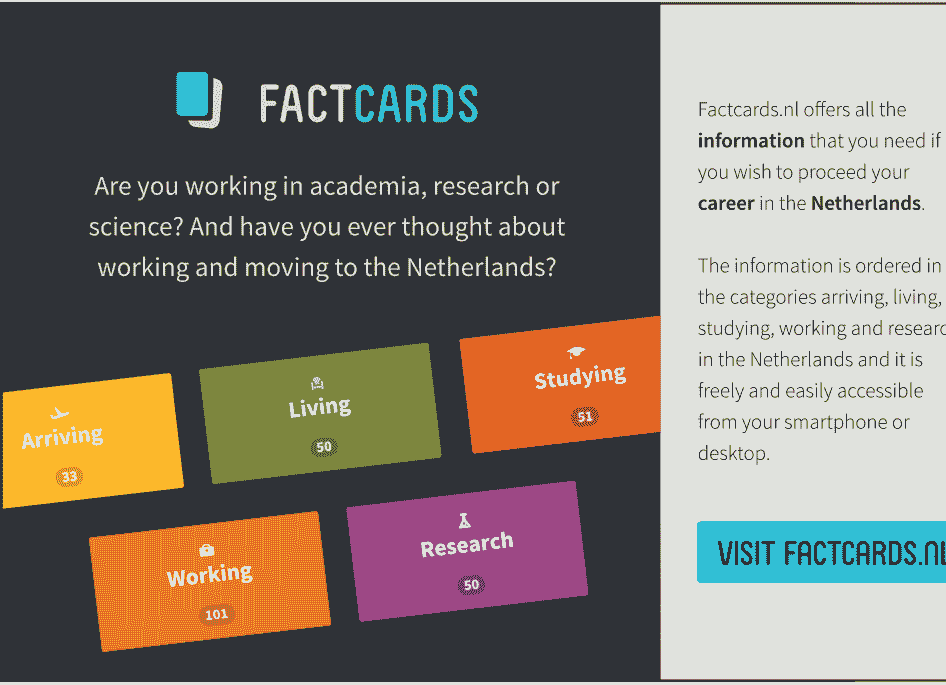 FACTCARDS
Are you working in academia, research or
science? And have you ever thought about
working and moving to the Netherlands?
Arriving
33
Living
50
Studying
51
Working
101
Research
50
Factcards.nl offers all the
information that you need if
you wish to proceed your
career in the Netherlands.
The information is ordered in
the categories arriving, living,
studying, working and researc
in the Netherlands and it is
freely and easily accessible
from your smartphone or
desktop.
VISIT FACTCARDS.NL